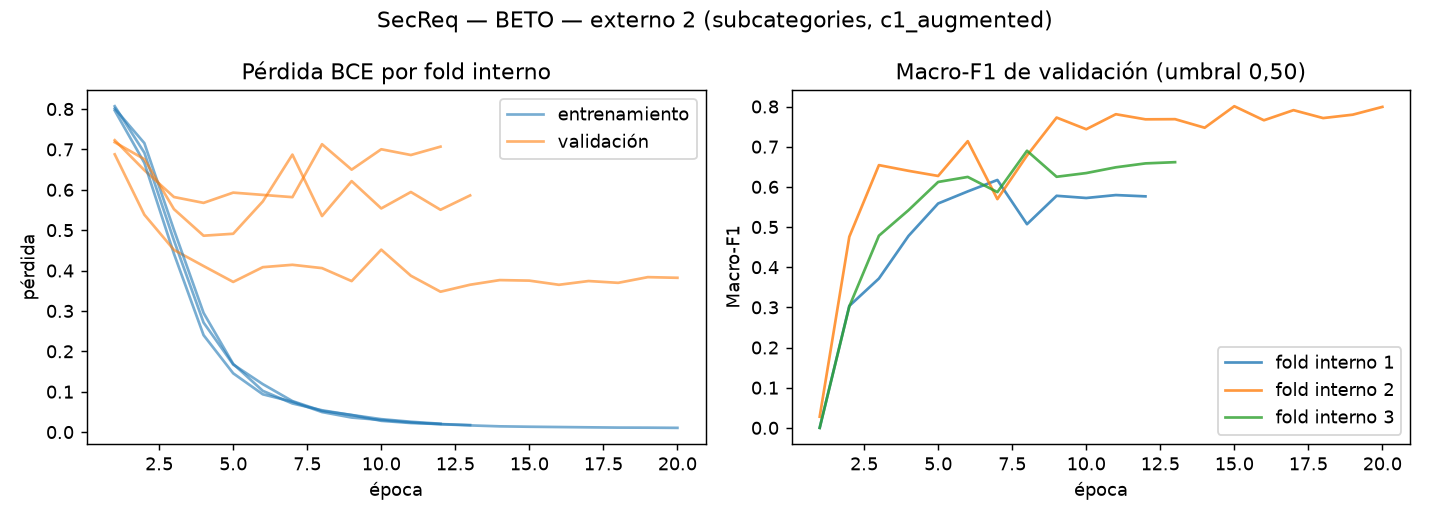 SecReq — BETO — externo 2 (subcategories, c1_augmented)
Pérdida BCE por fold interno
pérdida
0.8
0.7
0.6
0.5
0.4
0.3
0.2
0.1
0.0
entrenamiento
validación
2.5 5.0 7.5 10.0 12.5 15.0 17.5 20.0
época
Macro-F1 de validación (umbral 0,50)
Macro-F1
0.8
0.7
0.6
0.5
0.4
0.3
0.2
0.1
0.0
fold interno 1
fold interno 2
fold interno 3
2.5 5.0 7.5 10.0 12.5 15.0 17.5 20.0
época